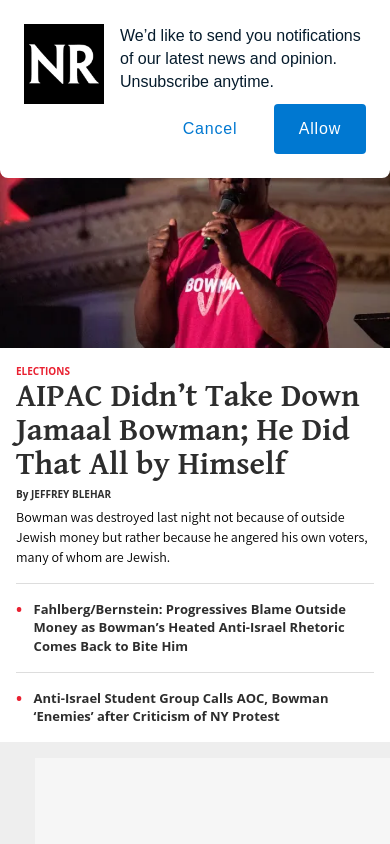 NR
We’d like to send you notifications
of our latest news and opinion.
Unsubscribe anytime.
Cancel
Allow
BOWMAN
ELECTIONS
AIPAC Didn’t Take Down
Jamaal Bowman; He Did
That All by Himself
By JEFFREY BLEHAR
Bowman was destroyed last night not because of outside
Jewish money but rather because he angered his own voters,
many of whom are Jewish.
• Fahlberg/Bernstein: Progressives Blame Outside
Money as Bowman’s Heated Anti-Israel Rhetoric
Comes Back to Bite Him
• Anti-Israel Student Group Calls AOC, Bowman
‘Enemies’ after Criticism of NY Protest